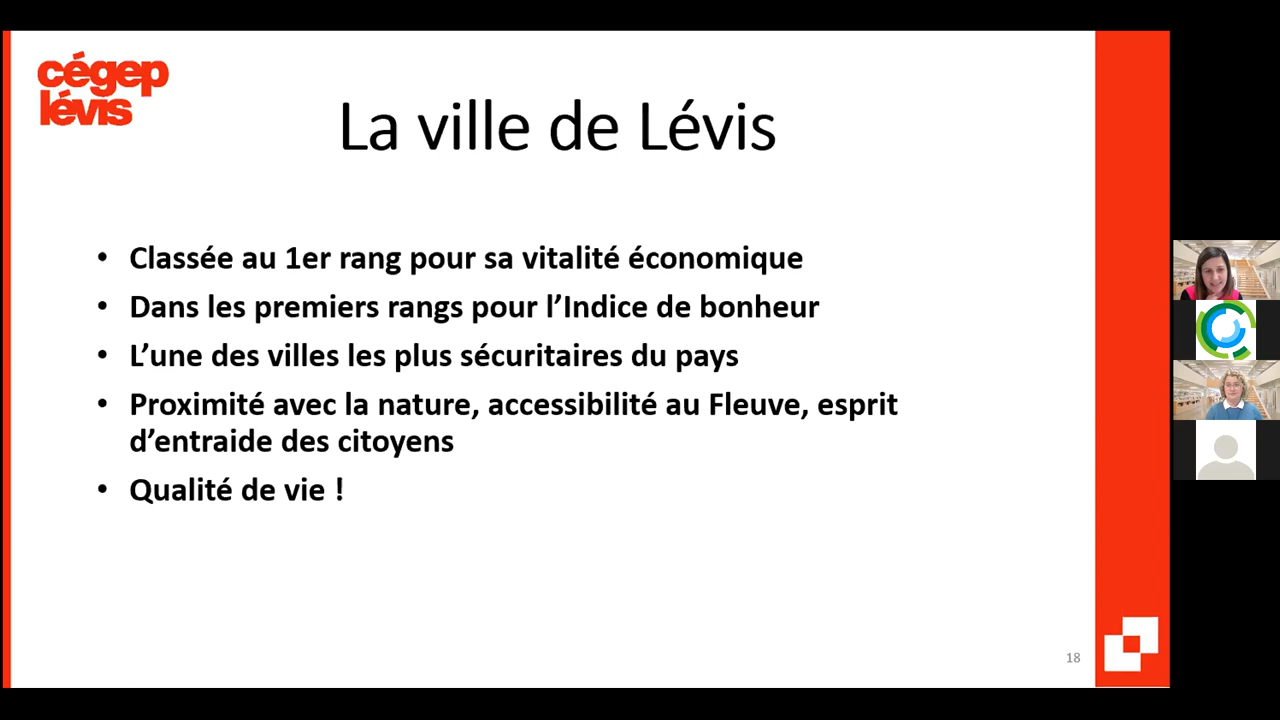 cégep
lévis
La ville de Lévis
• Classée au 1er rang pour sa vitalité économique
• Dans les premiers rangs pour l’Indice de bonheur
• L’une des villes les plus sécuritaires du pays
• Proximité avec la nature, accessibilité au Fleuve, esprit
d’entraide des citoyens
• Qualité de vie !
18